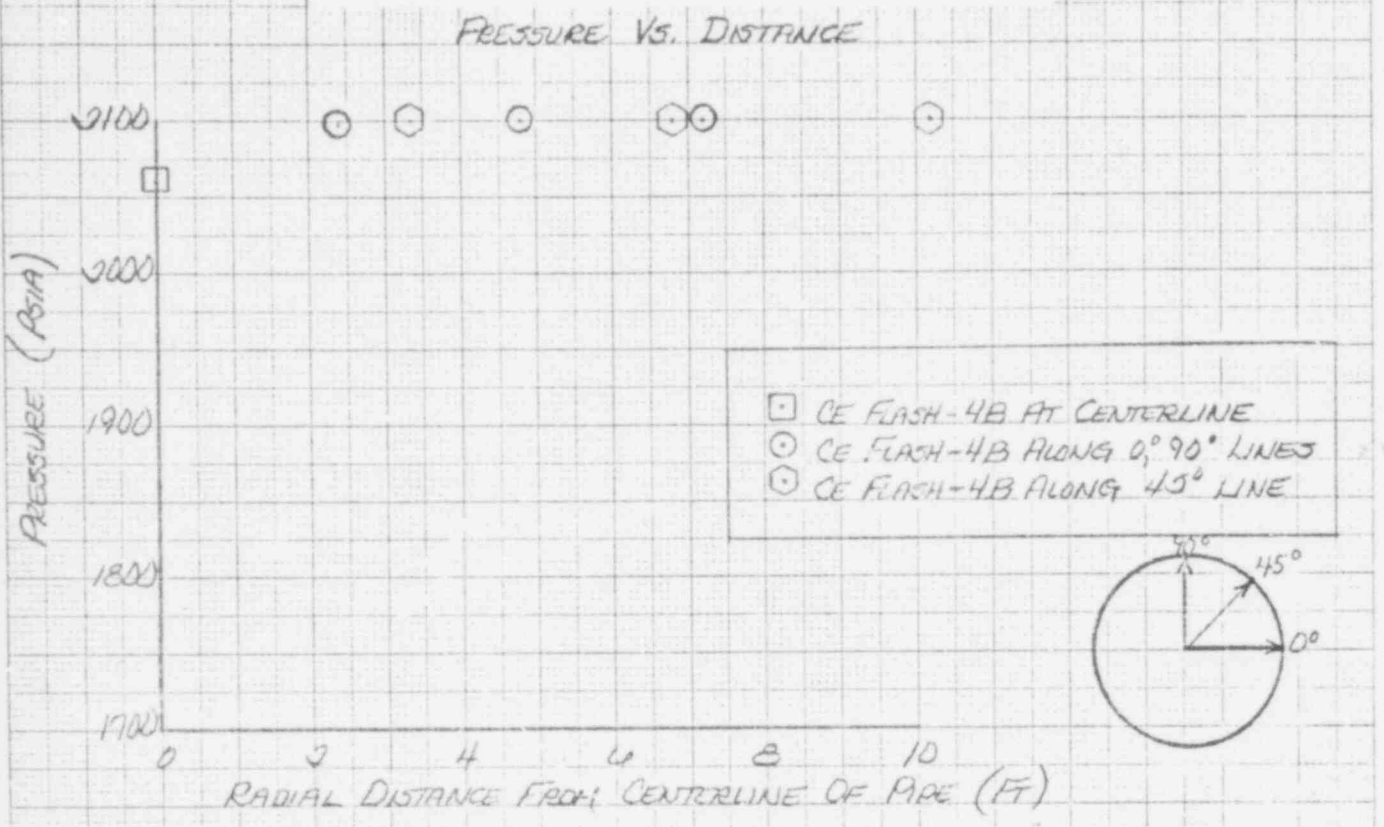 PRESSURE VS. DISTANCE
2100
2000
1900
1800
1700
PRESSURE (PSIA)
0 2 4 6 8 10
RADIAL DISTANCE FROM CENTERLINE OF PIPE (FT)
CE FLASH-4B AT CENTERLINE
CE FLASH-4B ALONG 0°, 90° LINES
CE FLASH-4B ALONG 45° LINE
90°
45°
0°